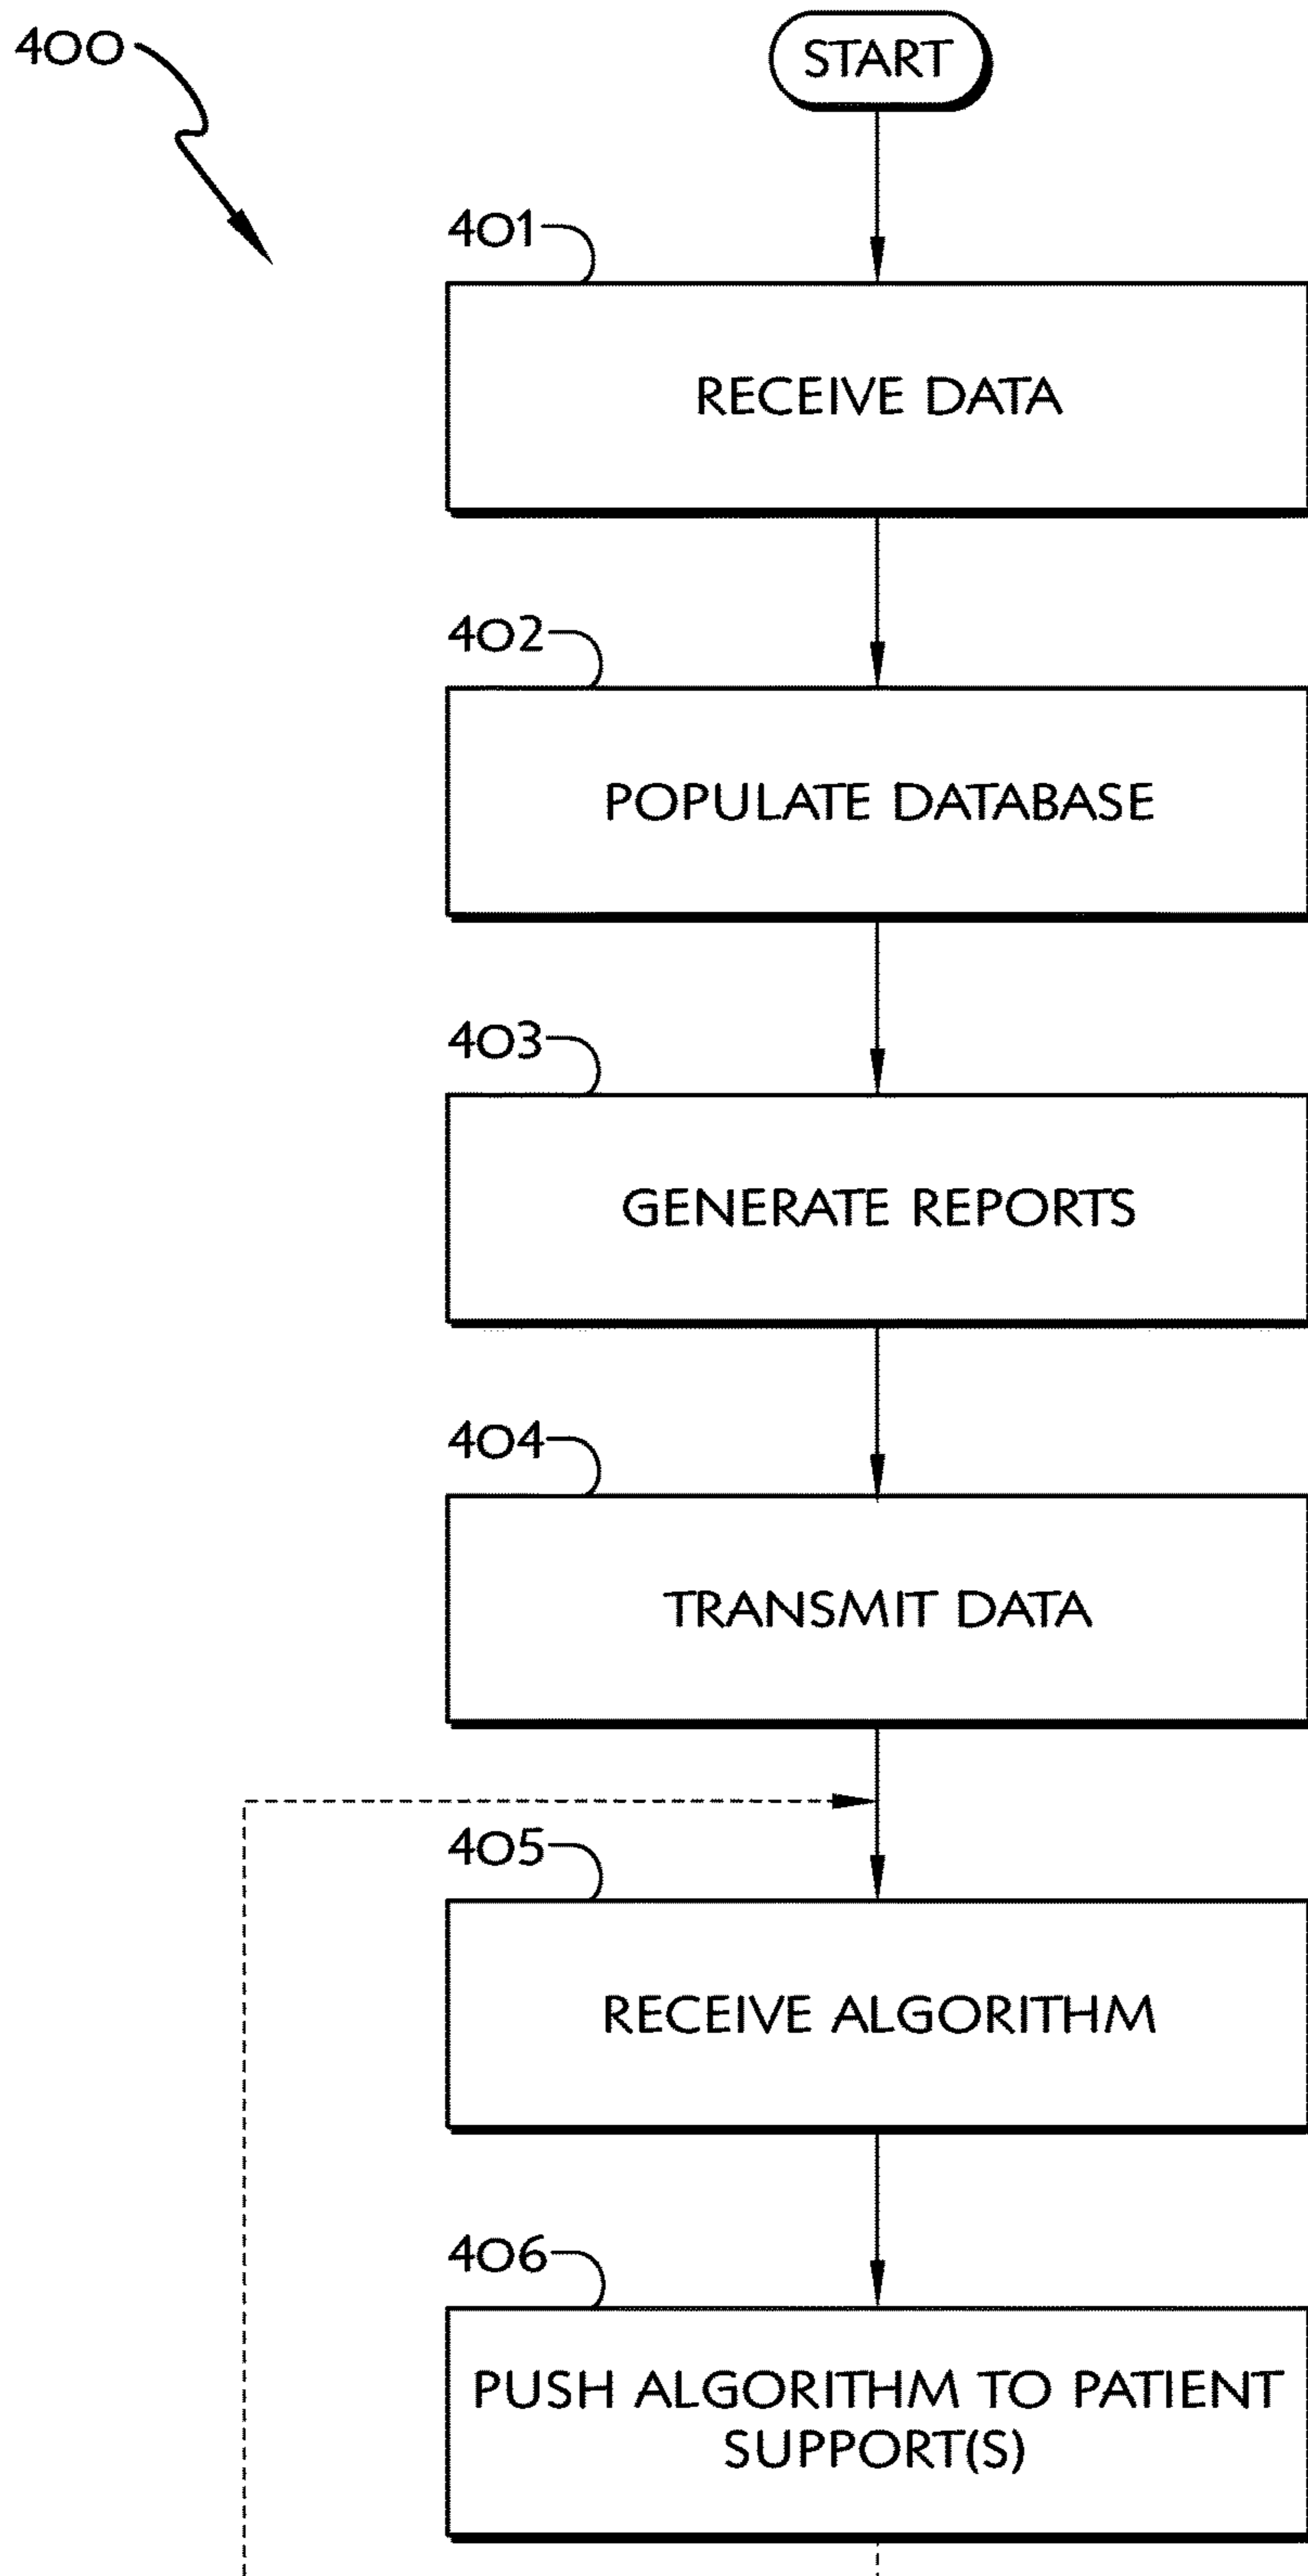 400
START
401
RECEIVE DATA
402
POPULATE DATABASE
403
GENERATE REPORTS
404
TRANSMIT DATA
405
RECEIVE ALGORITHM
406
PUSH ALGORITHM TO PATIENT
SUPPORT(S)